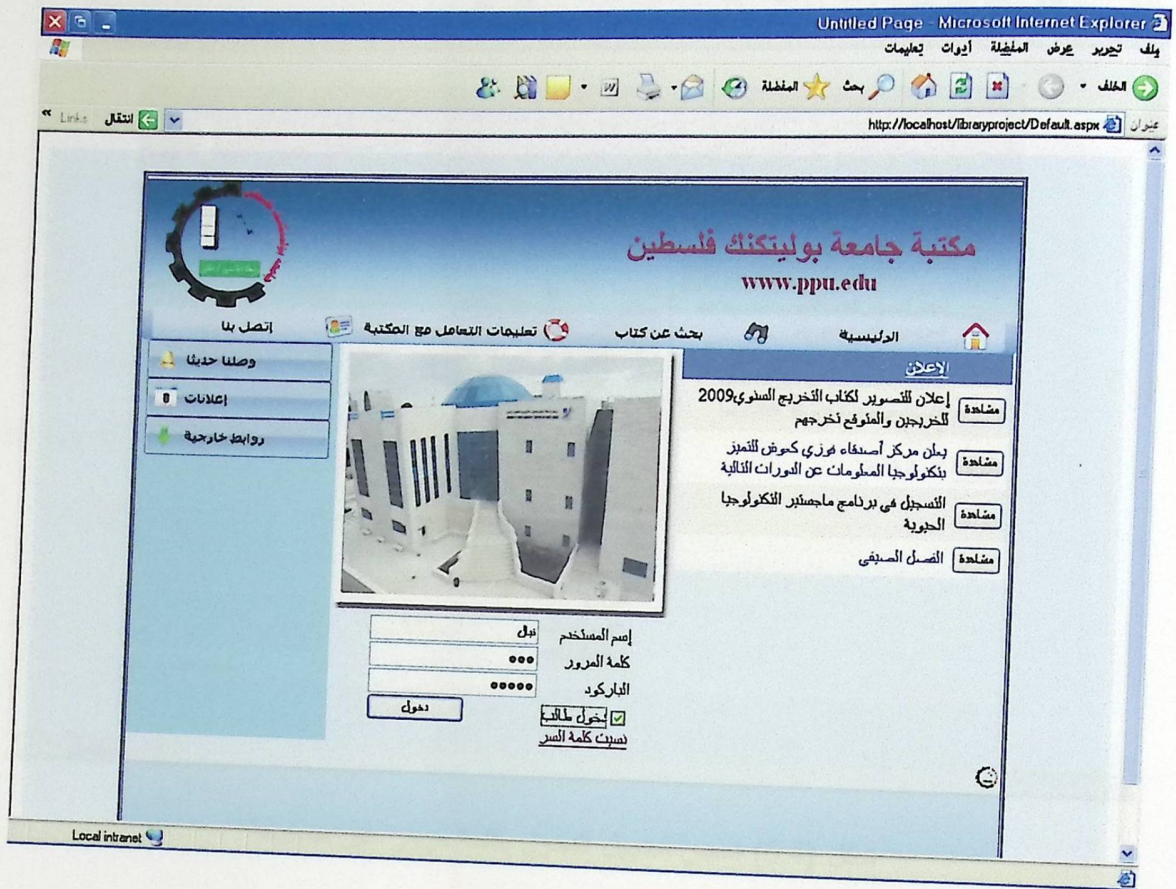 Untitled Page - Microsoft Internet Explorer
ملف تحرير عرض المفضلة أدوات تعليمات
الخلف بحث المفضلة
عنوان http://localhost/libraryproject/Default.aspx انتقال Links »
مكتبة جامعة بوليتكنك فلسطين
www.ppu.edu
الرئيسية بحث عن كتاب تعليمات التعامل مع المكتبة إتصل بنا
الاعلان
مشاهدة إعلان للتصوير لكتاب التخريج السنوي2009
للخريجين والمتوقع تخرجهم
مشاهدة يعلن مركز أصدقاء فوزي كعوش للتميز
بتكنولوجيا المعلومات عن الدورات التالية
مشاهدة التسجيل في برنامج ماجستير التكنولوجيا
الحيوية
مشاهدة الفصل الصيفي
وصلنا حديثا
إعلانات
روابط خارجية
إسم المستخدم نبال
كلمة المرور
الباركود
دخول طالب دخول
نسيت كلمة السر
Local intranet